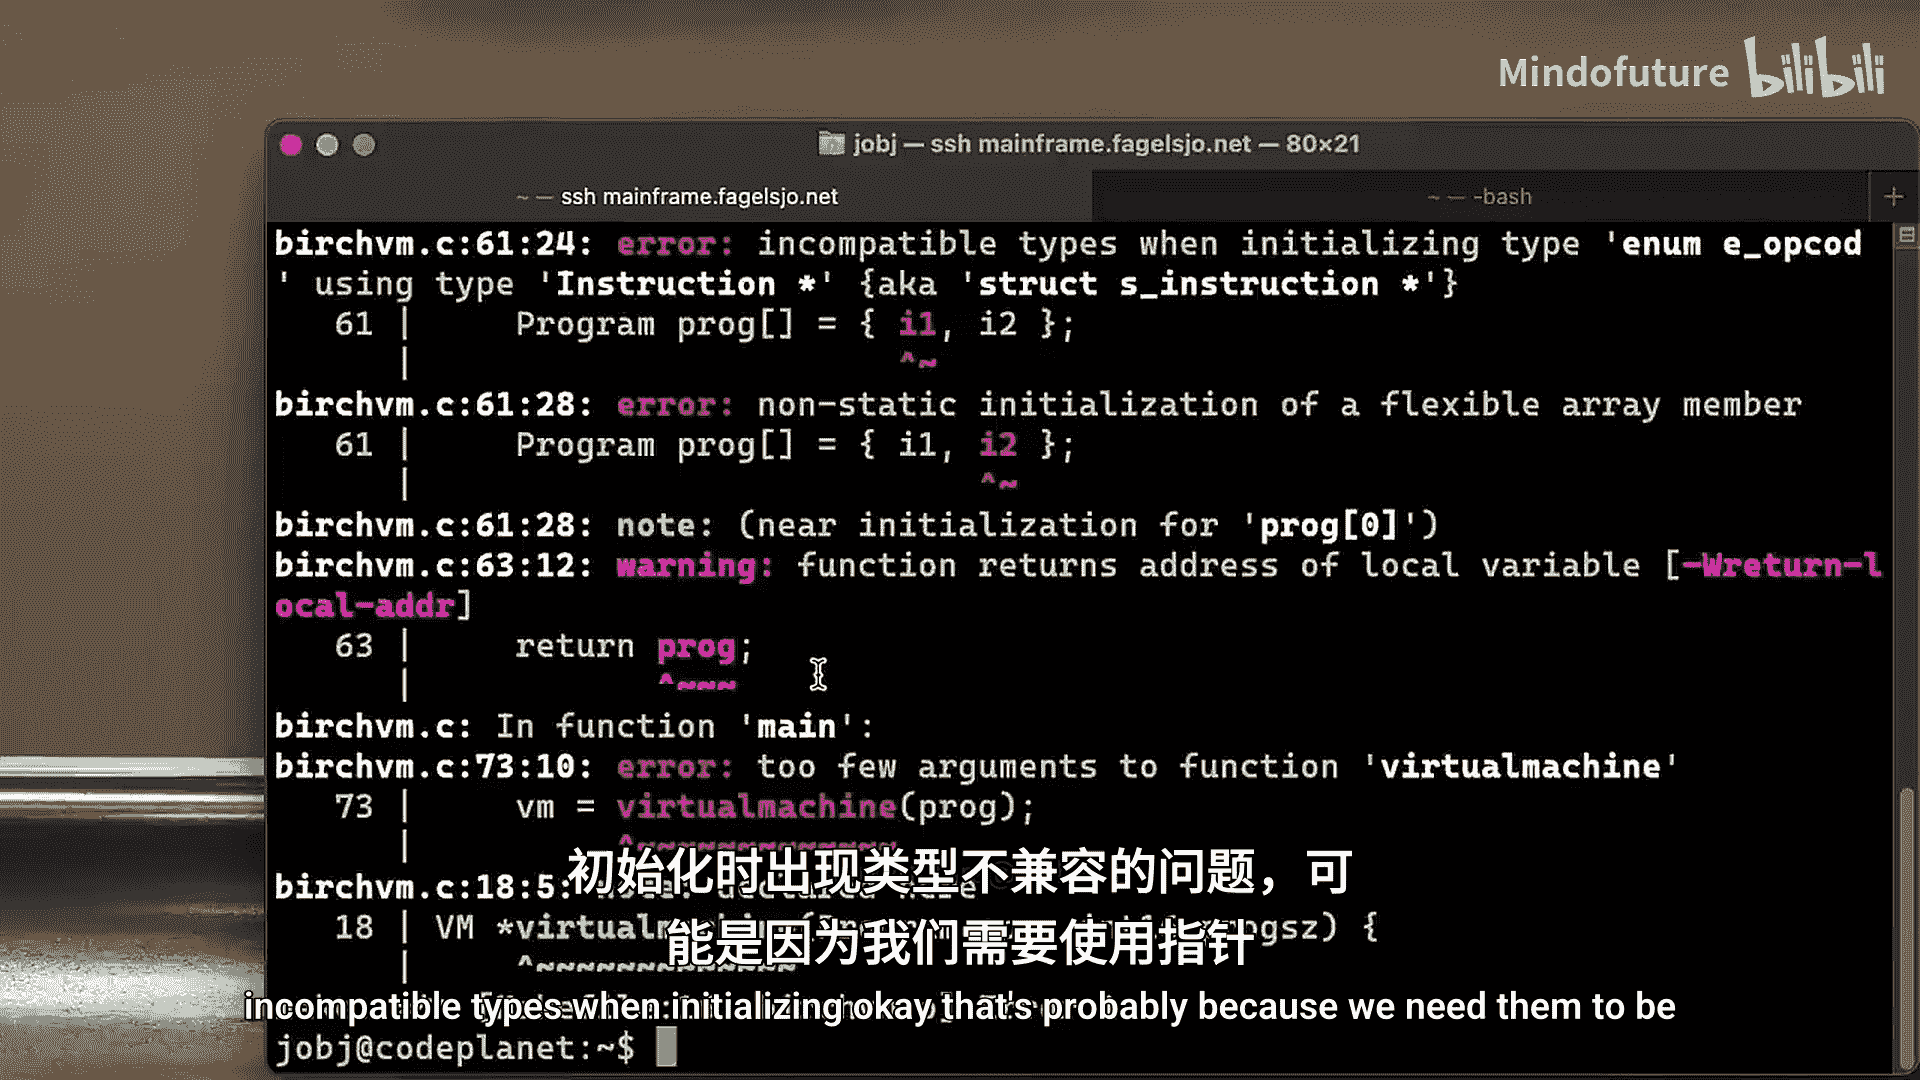 Mindofuture bilibili
jobj — ssh mainframe.fagelsjo.net — 80×21
~ — ssh mainframe.fagelsjo.net
~ — -bash
+
birchvm.c:61:24: error: incompatible types when initializing type 'enum e_opcod
' using type 'Instruction *' {aka 'struct s_instruction *'}
61 | Program prog[] = { i1, i2 };
| ^~
birchvm.c:61:28: error: non-static initialization of a flexible array member
61 | Program prog[] = { i1, i2 };
| ^~
birchvm.c:61:28: note: (near initialization for 'prog[0]')
birchvm.c:63:12: warning: function returns address of local variable [-Wreturn-l
ocal-addr]
63 | return prog;
| ^~~~
birchvm.c: In function 'main':
birchvm.c:73:10: error: too few arguments to function 'virtualmachine'
73 | vm = virtualmachine(prog);
| ^~~~~~~~~~~~~~
初始化时出现类型不兼容的问题，可
birchvm.c:18:5:
能是因为我们需要使用指针
18 | VM *virtual gsz) {
| ^~~~~~~~~~~~~~
incompatible types when initializing okay that's probably because we need them to be
jobj@codeplanet:~$